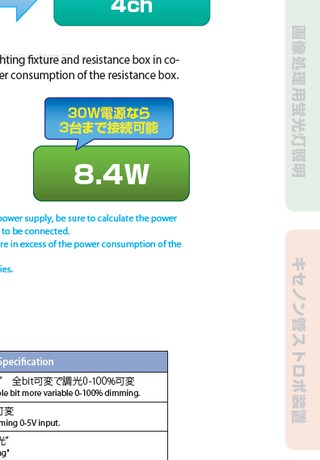 4ch
hting fixture and resistance box in co-
er consumption of the resistance box.
30W電源なら
3台まで接続可能
8.4W
power supply, be sure to calculate the power
to be connected.
re in excess of the power consumption of the
ies.
Specification
" 全bit可変で調光0-100%可変
ole bit more variable 0-100% dimming.
可変
ming 0-5V input.
光"
ng"
画像処理用蛍光灯照明
キセノン管ストロボ装置